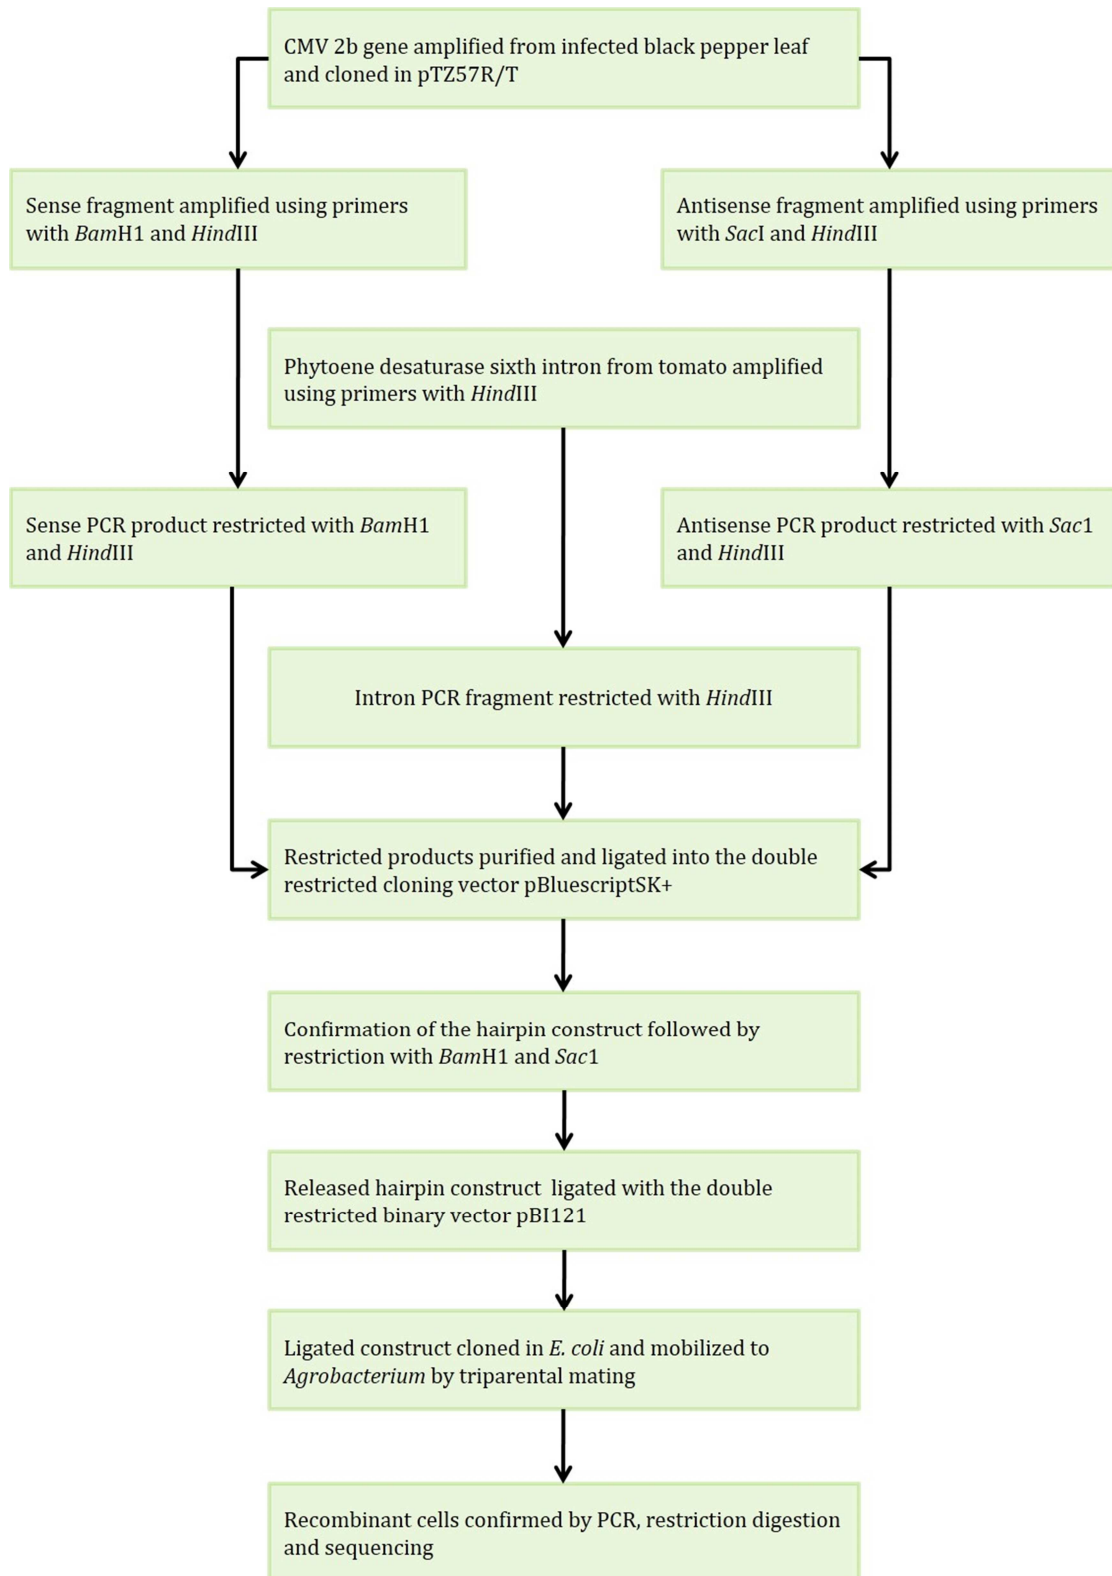 CMV 2b gene amplified from infected black pepper leaf
and cloned in pTZ57R/T
Sense fragment amplified using primers
with BamH1 and HindIII
Antisense fragment amplified using primers
with SacI and HindIII
Phytoene desaturase sixth intron from tomato amplified
using primers with HindIII
Sense PCR product restricted with BamH1
and HindIII
Antisense PCR product restricted with Sac1
and HindIII
Intron PCR fragment restricted with HindIII
Restricted products purified and ligated into the double
restricted cloning vector pBluescriptSK+
Confirmation of the hairpin construct followed by
restriction with BamH1 and Sac1
Released hairpin construct ligated with the double
restricted binary vector pBI121
Ligated construct cloned in E. coli and mobilized to
Agrobacterium by triparental mating
Recombinant cells confirmed by PCR, restriction digestion
and sequencing